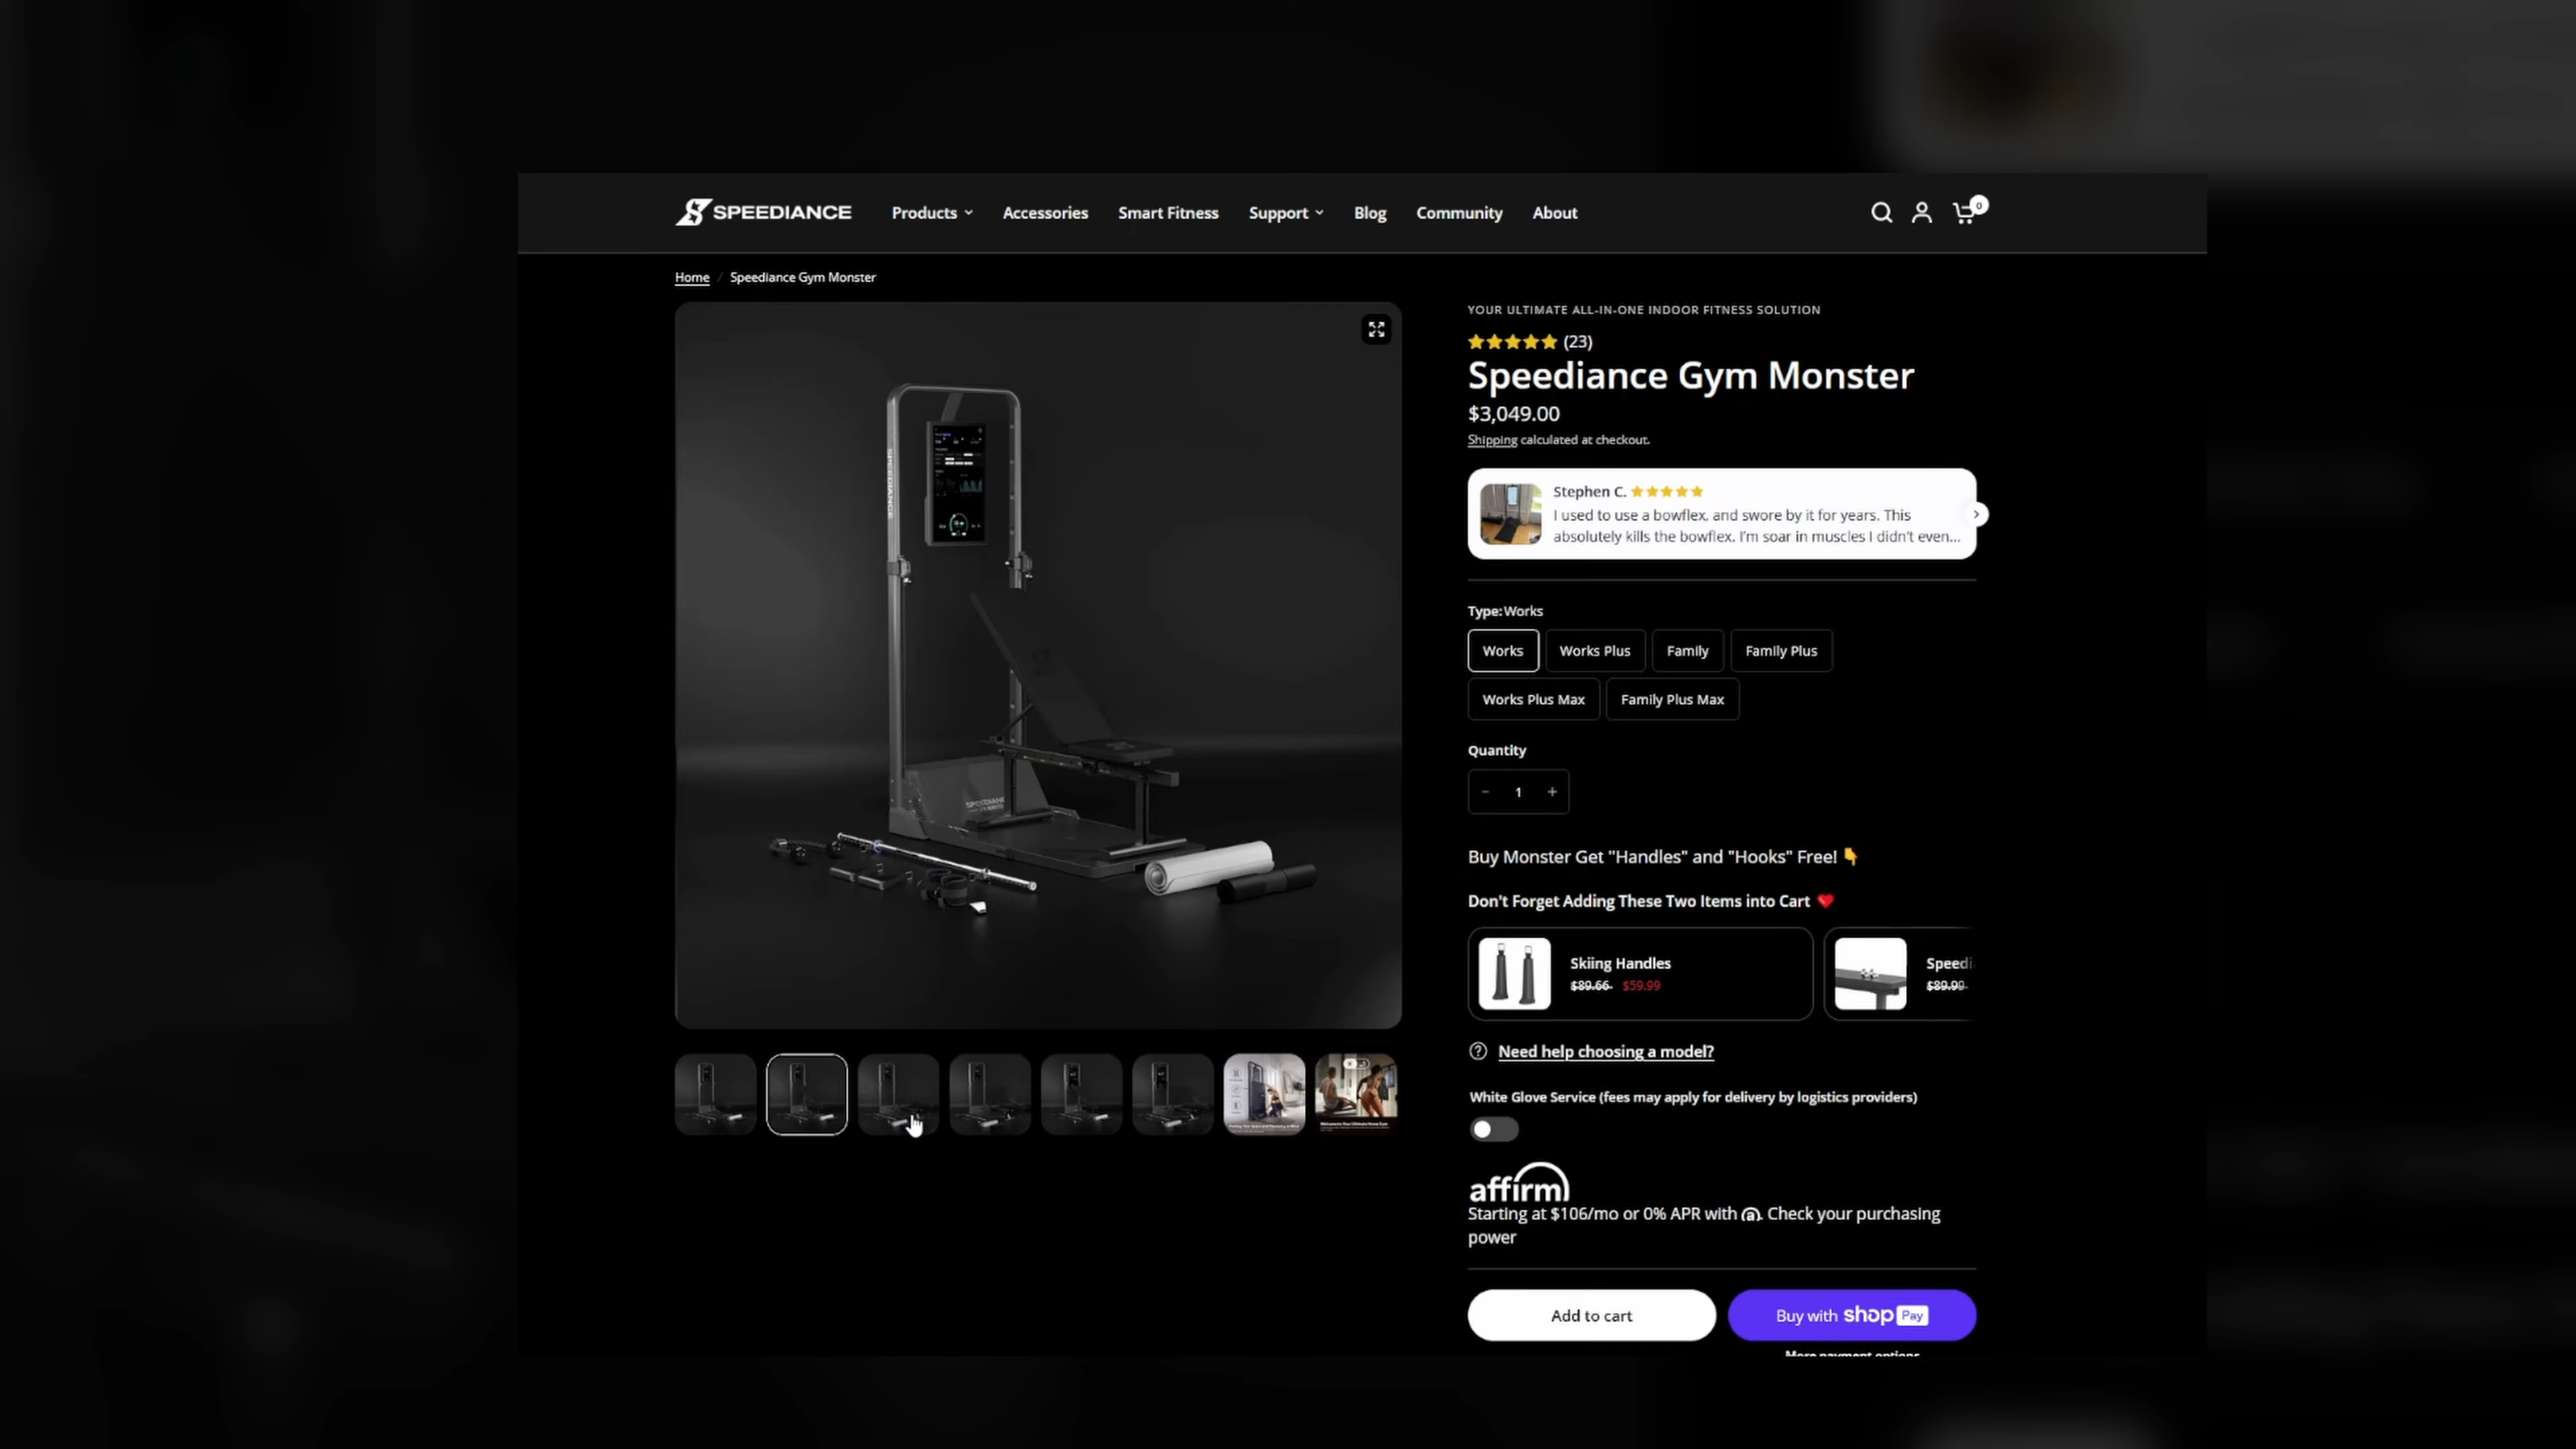 SPEEDIANCE
Products
Accessories
Smart Fitness
Support
Blog
Community
About
0
Home / Speediance Gym Monster
YOUR ULTIMATE ALL-IN-ONE INDOOR FITNESS SOLUTION
(23)
Speediance Gym Monster
$3,049.00
Shipping calculated at checkout.
Stephen C.
I used to use a bowflex, and swore by it for years. This
absolutely kills the bowflex. I'm soar in muscles I didn't even...
Type:Works
Works
Works Plus
Family
Family Plus
Works Plus Max
Family Plus Max
Quantity
- 1 +
Buy Monster Get "Handles" and "Hooks" Free! 👇
Don't Forget Adding These Two Items into Cart ❤️
Skiing Handles
$89.66 $59.99
Speedi
$89.99
Need help choosing a model?
White Glove Service (fees may apply for delivery by logistics providers)
affirm
Starting at $106/mo or 0% APR with a. Check your purchasing
power
Add to cart
Buy with shop Pay
More payment options
SPEEDIANCE
SPEEDIANC